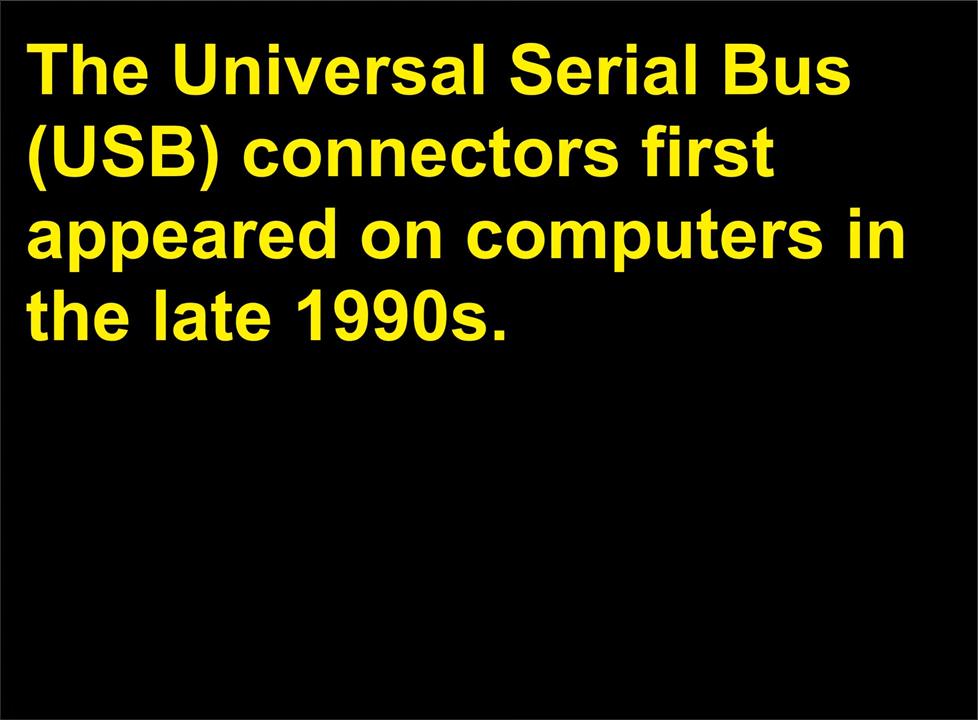 The Universal Serial Bus
(USB) connectors first
appeared on computers in
the late 1990s.